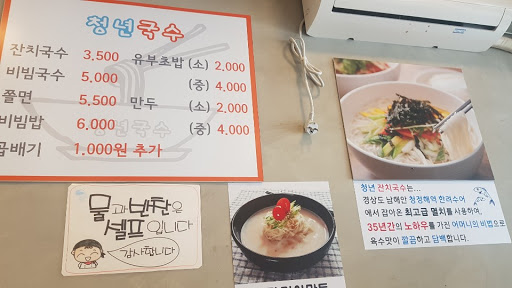 청년국수
잔치국수 3,500 유부초밥 (소) 2,000
비빔국수 5,000 (중) 4,000
쫄면 5,500 만두 (소) 2,000
비빔밥 6,000 (중) 4,000
곱배기 1,000원 추가
청년국수
물과 반찬은
셀프입니다
감사합니다
청년 잔치국수는...
경상도 남해안 청정해역 한려수여
에서 잡아온 최고급 멸치를 사용하여,
35년간의 노하우를 가진 어머니의 비법으로
육수맛이 깔끔하고 담백합니다.